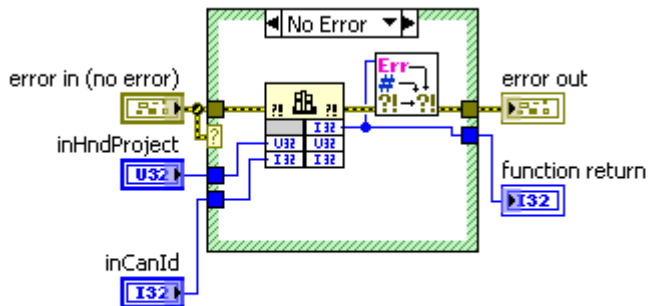 No Error
error in (no error)
Err
#
?! → ?!
error out
?!
?!
?
I32
inHndProject
U32
U32
U32
I32
I32
U32
function return
I32
inCanId
I32